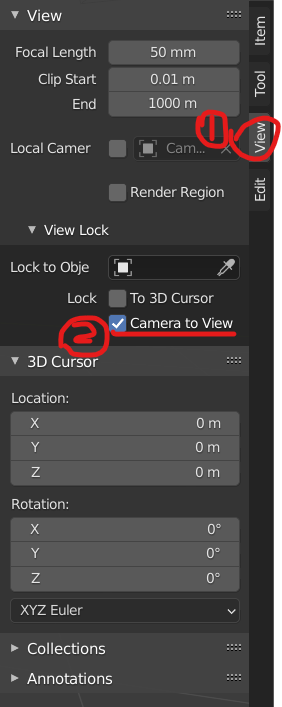 View
Focal Length 50 mm
Clip Start 0.01 m
End 1000 m
Local Camer Cam...
Render Region
View Lock
Lock to Obje
Lock To 3D Cursor
Camera to View
3D Cursor
Location:
X 0 m
Y 0 m
Z 0 m
Rotation:
X 0°
Y 0°
Z 0°
XYZ Euler
Collections
Annotations
Item
Tool
View
Edit
1
2